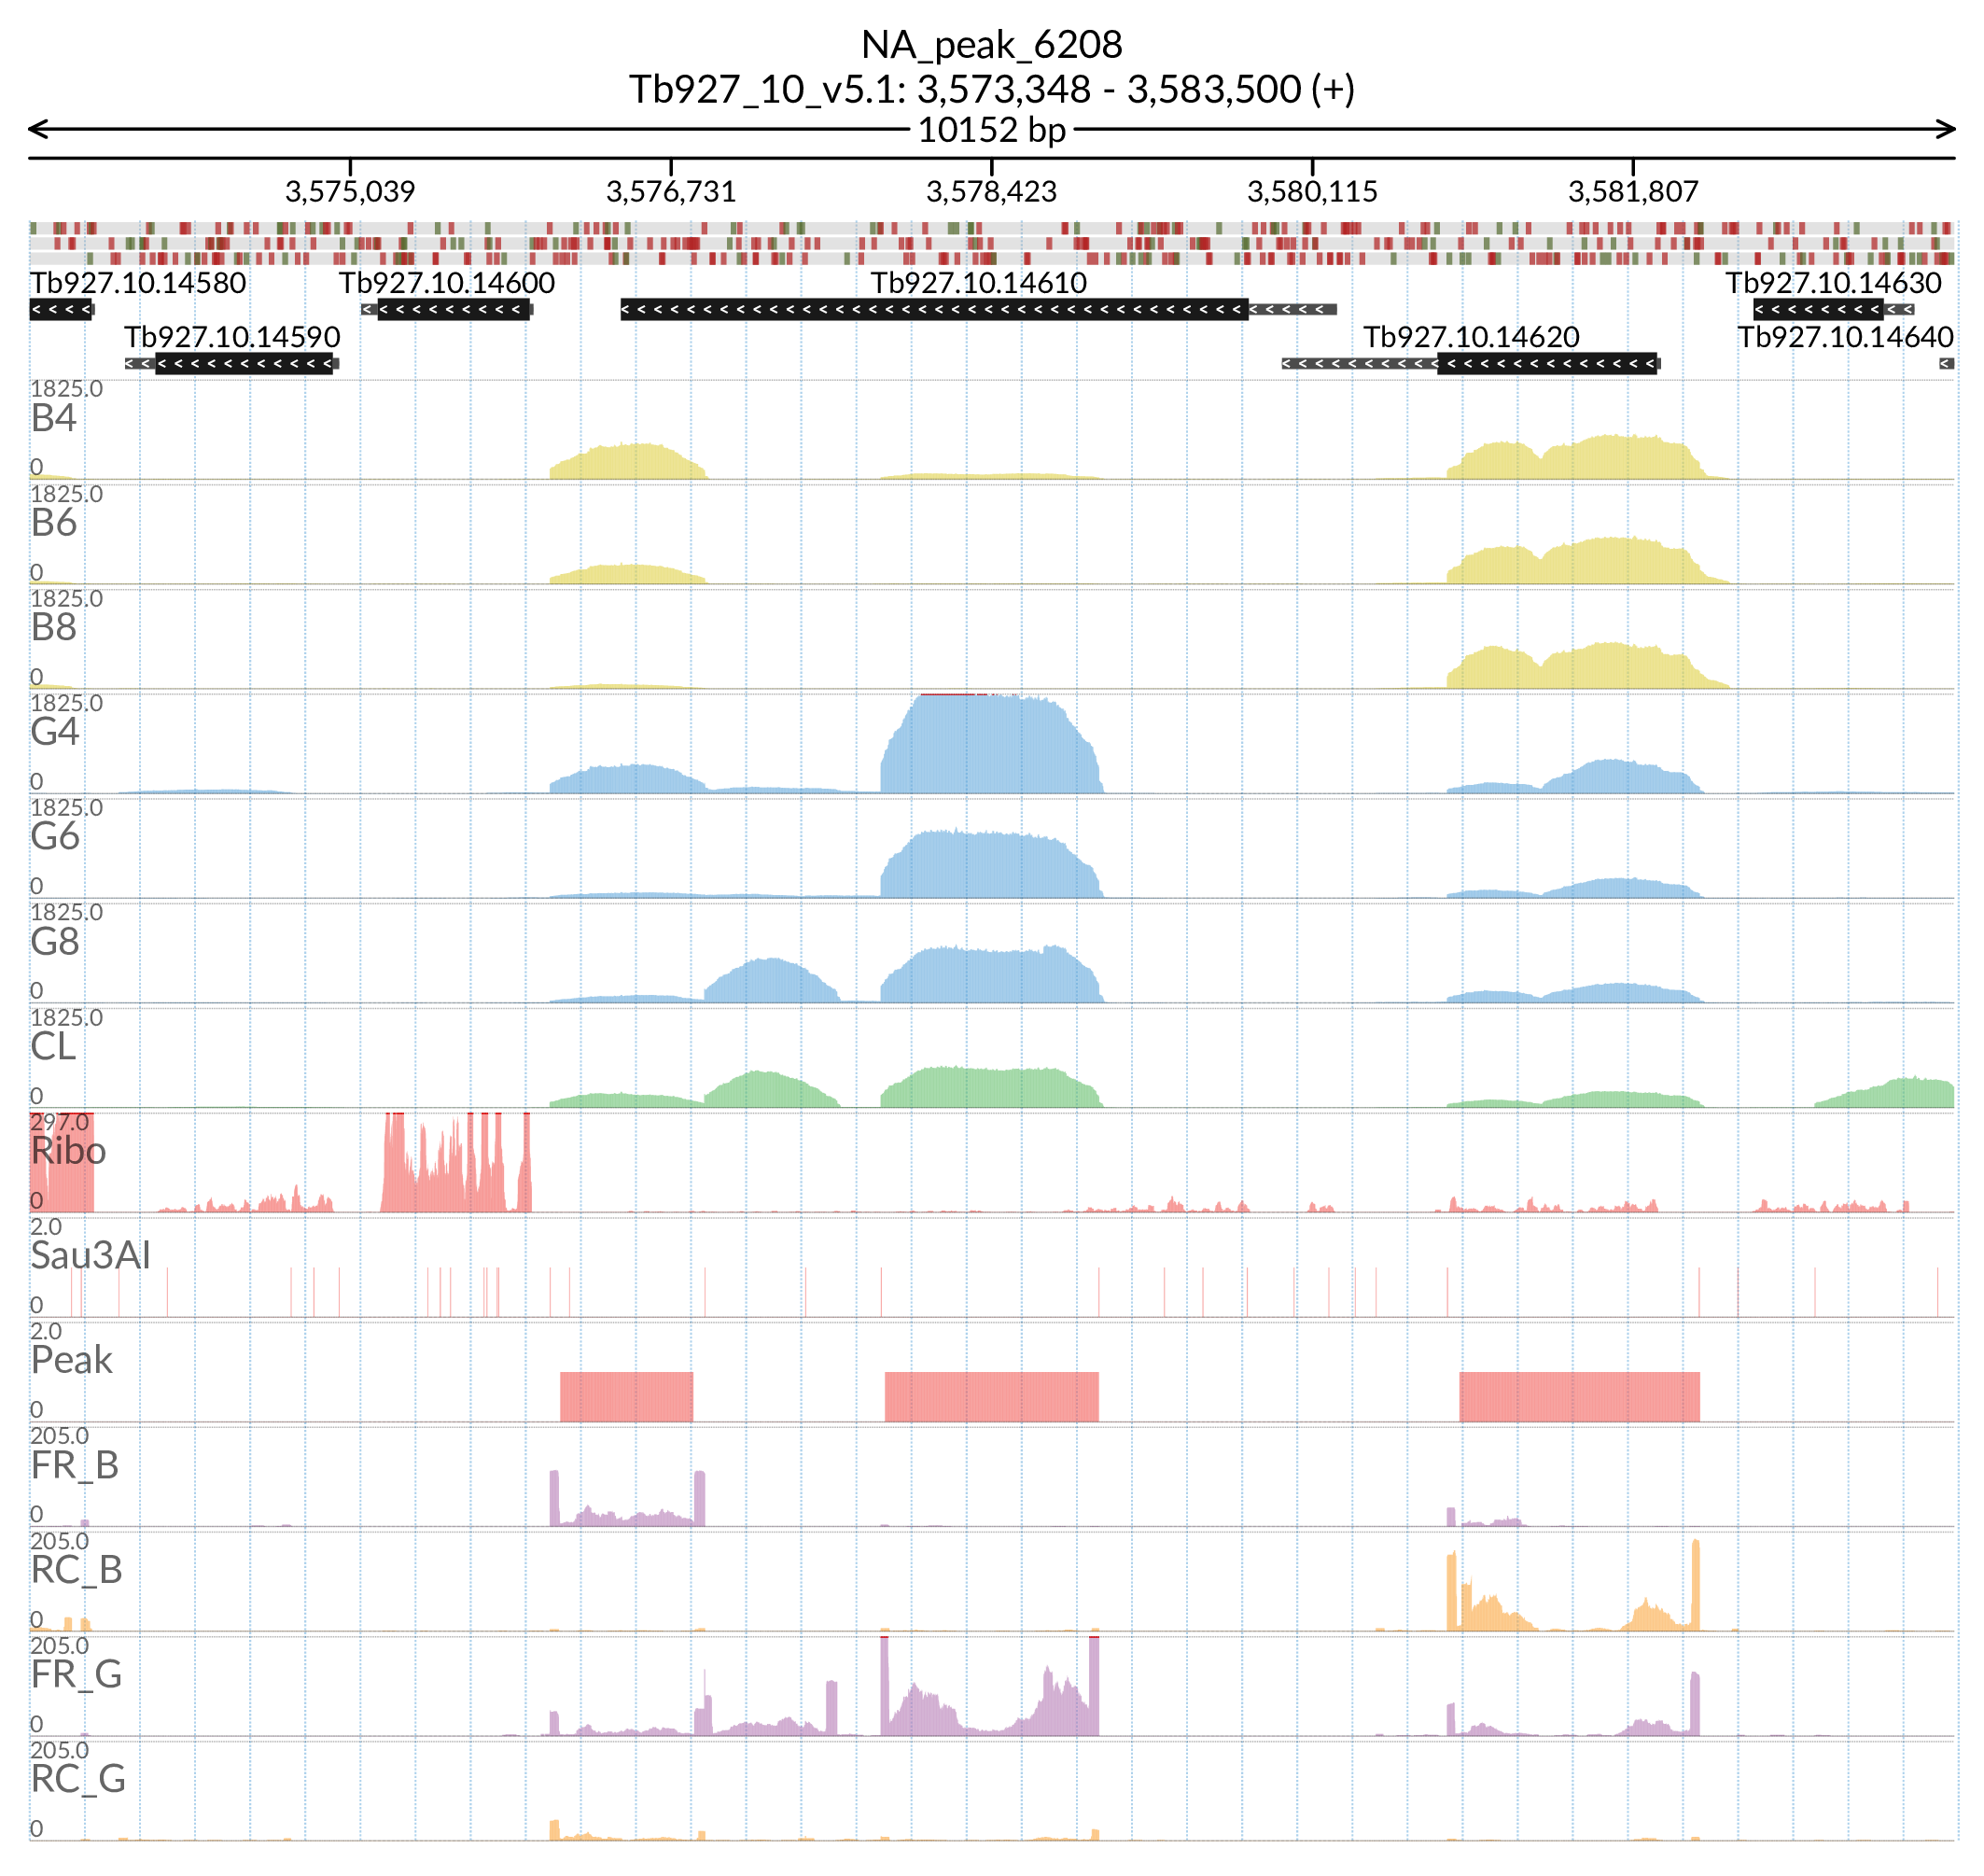 NA_peak_6208
Tb927_10_v5.1: 3,573,348 - 3,583,500 (+)
10152 bp
3,575,039 3,576,731 3,578,423 3,580,115 3,581,807
Tb927.10.14580 Tb927.10.14600 Tb927.10.14610 Tb927.10.14630
Tb927.10.14590 Tb927.10.14620 Tb927.10.14640
1825.0
B4
0
1825.0
B6
0
1825.0
B8
0
1825.0
G4
0
1825.0
G6
0
1825.0
G8
0
1825.0
CL
0
297.0
Ribo
0
2.0
Sau3AI
0
2.0
Peak
0
205.0
FR_B
0
205.0
RC_B
0
205.0
FR_G
0
205.0
RC_G
0